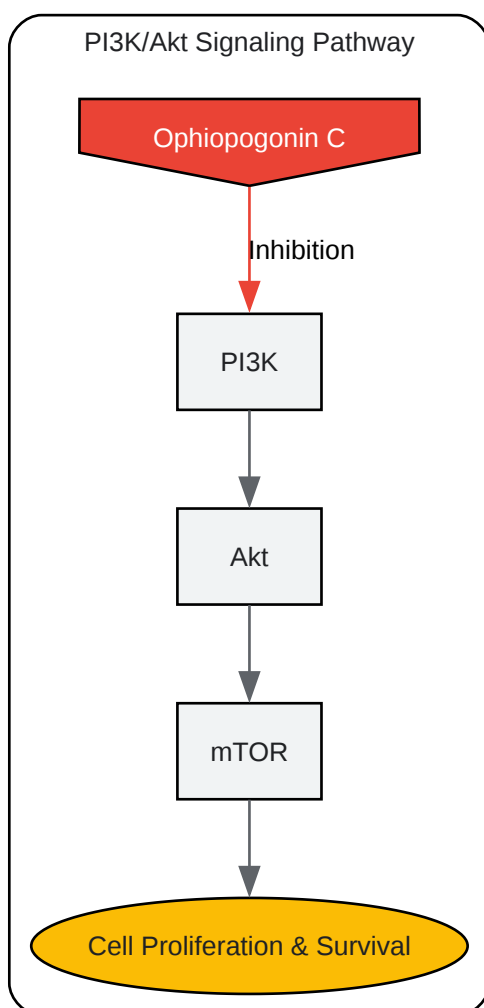 PI3K/Akt Signaling Pathway
Ophiopogonin C
Inhibition
PI3K
Akt
mTOR
Cell Proliferation & Survival